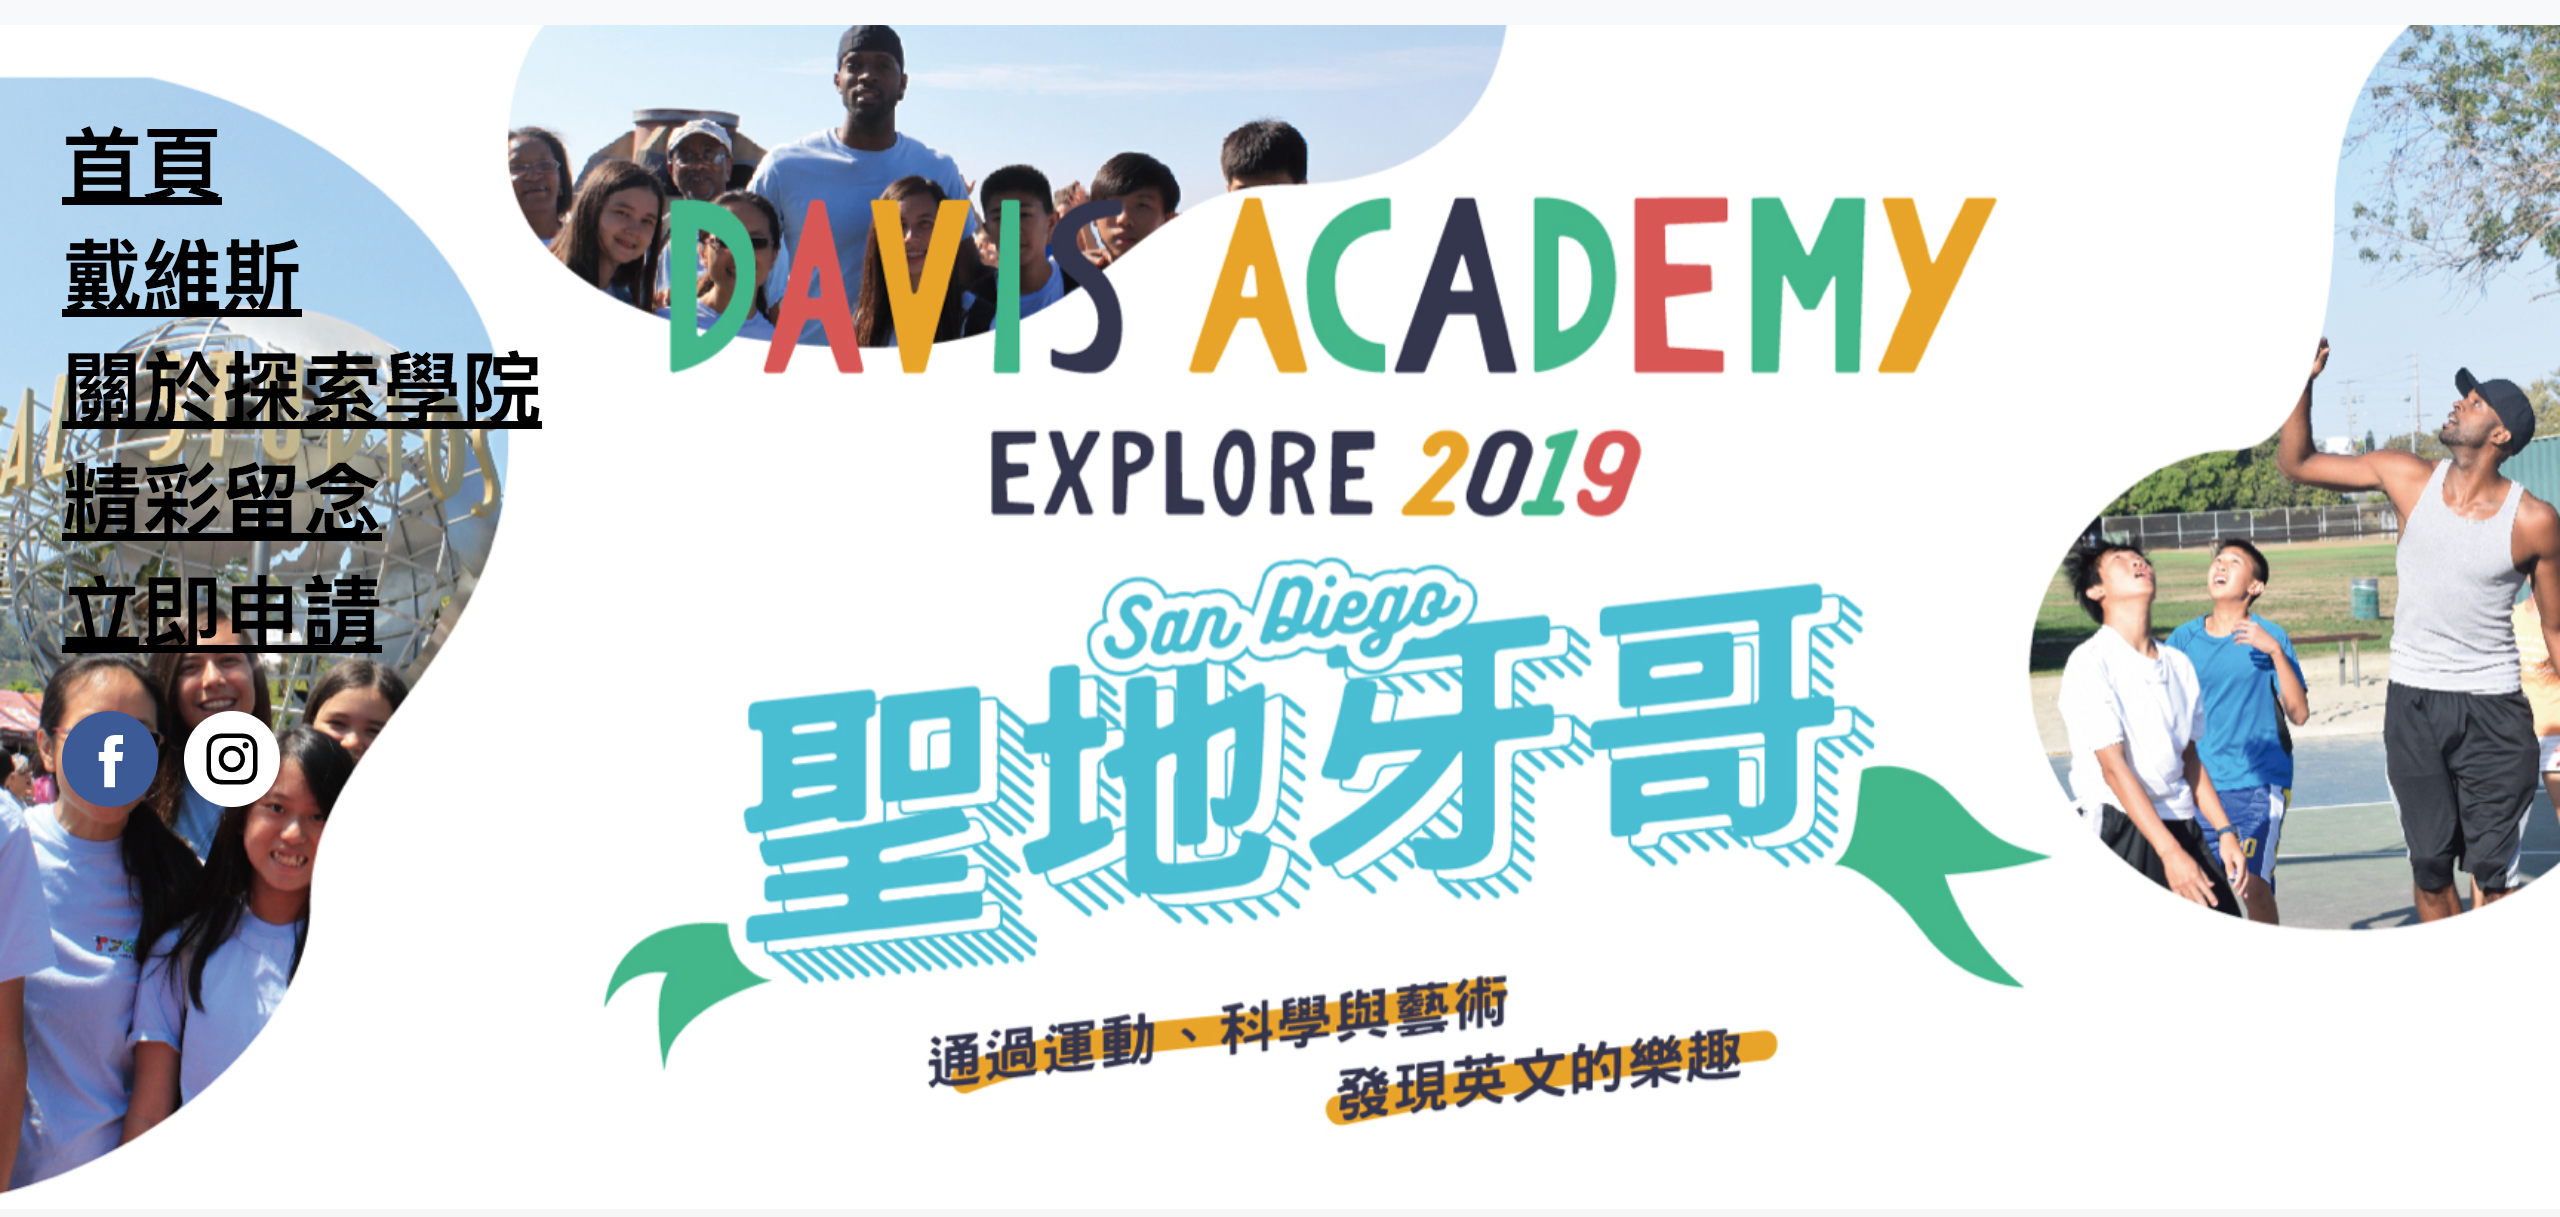 首頁
戴維斯
關於探索學院
精彩留念
立即申請
DAVIS ACADEMY
EXPLORE 2019
San Diego
聖地牙哥
通過運動、科學與藝術
發現英文的樂趣